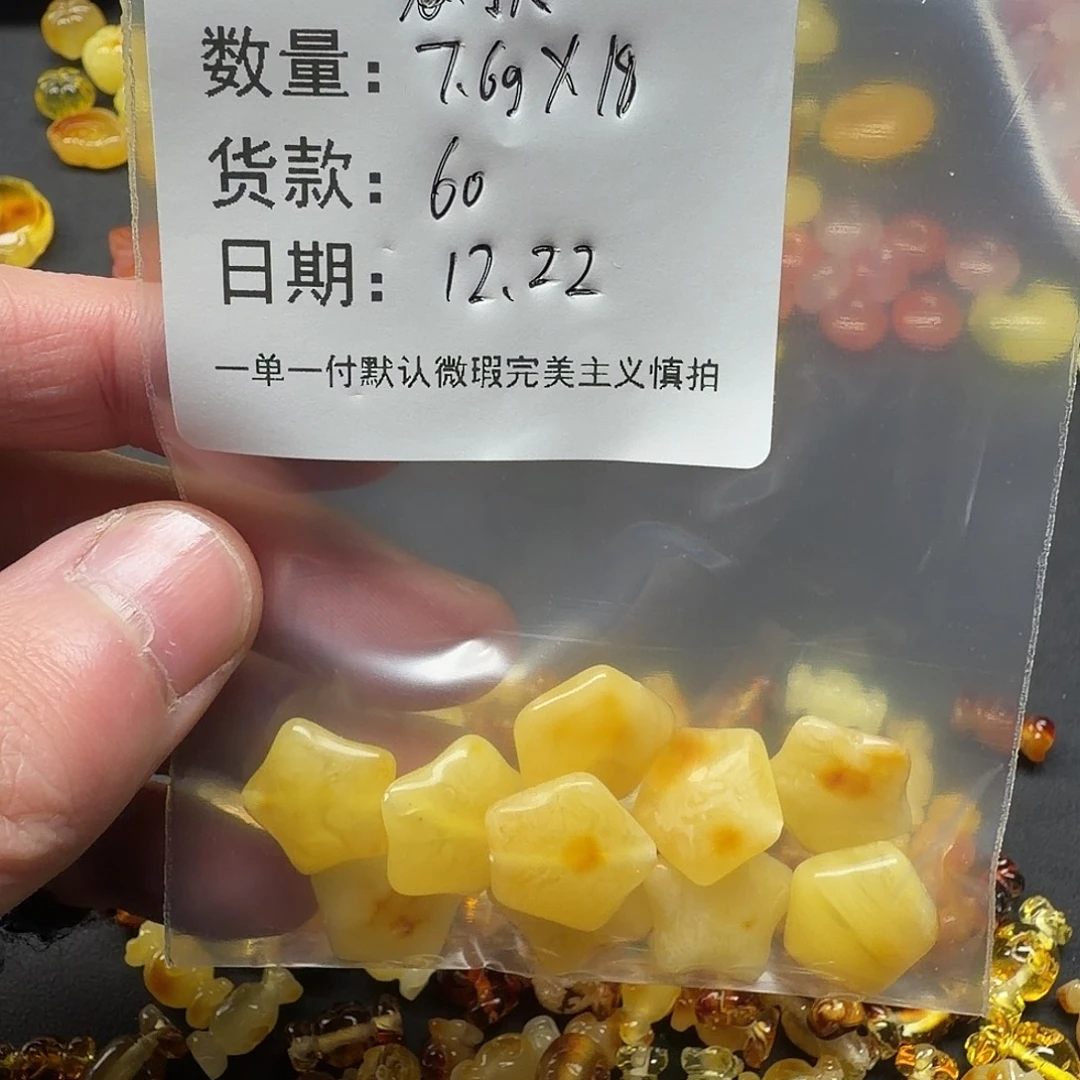 数量：7.6g X 18
货款：60
日期：12.22
一单一付默认微瑕完美主义慎拍